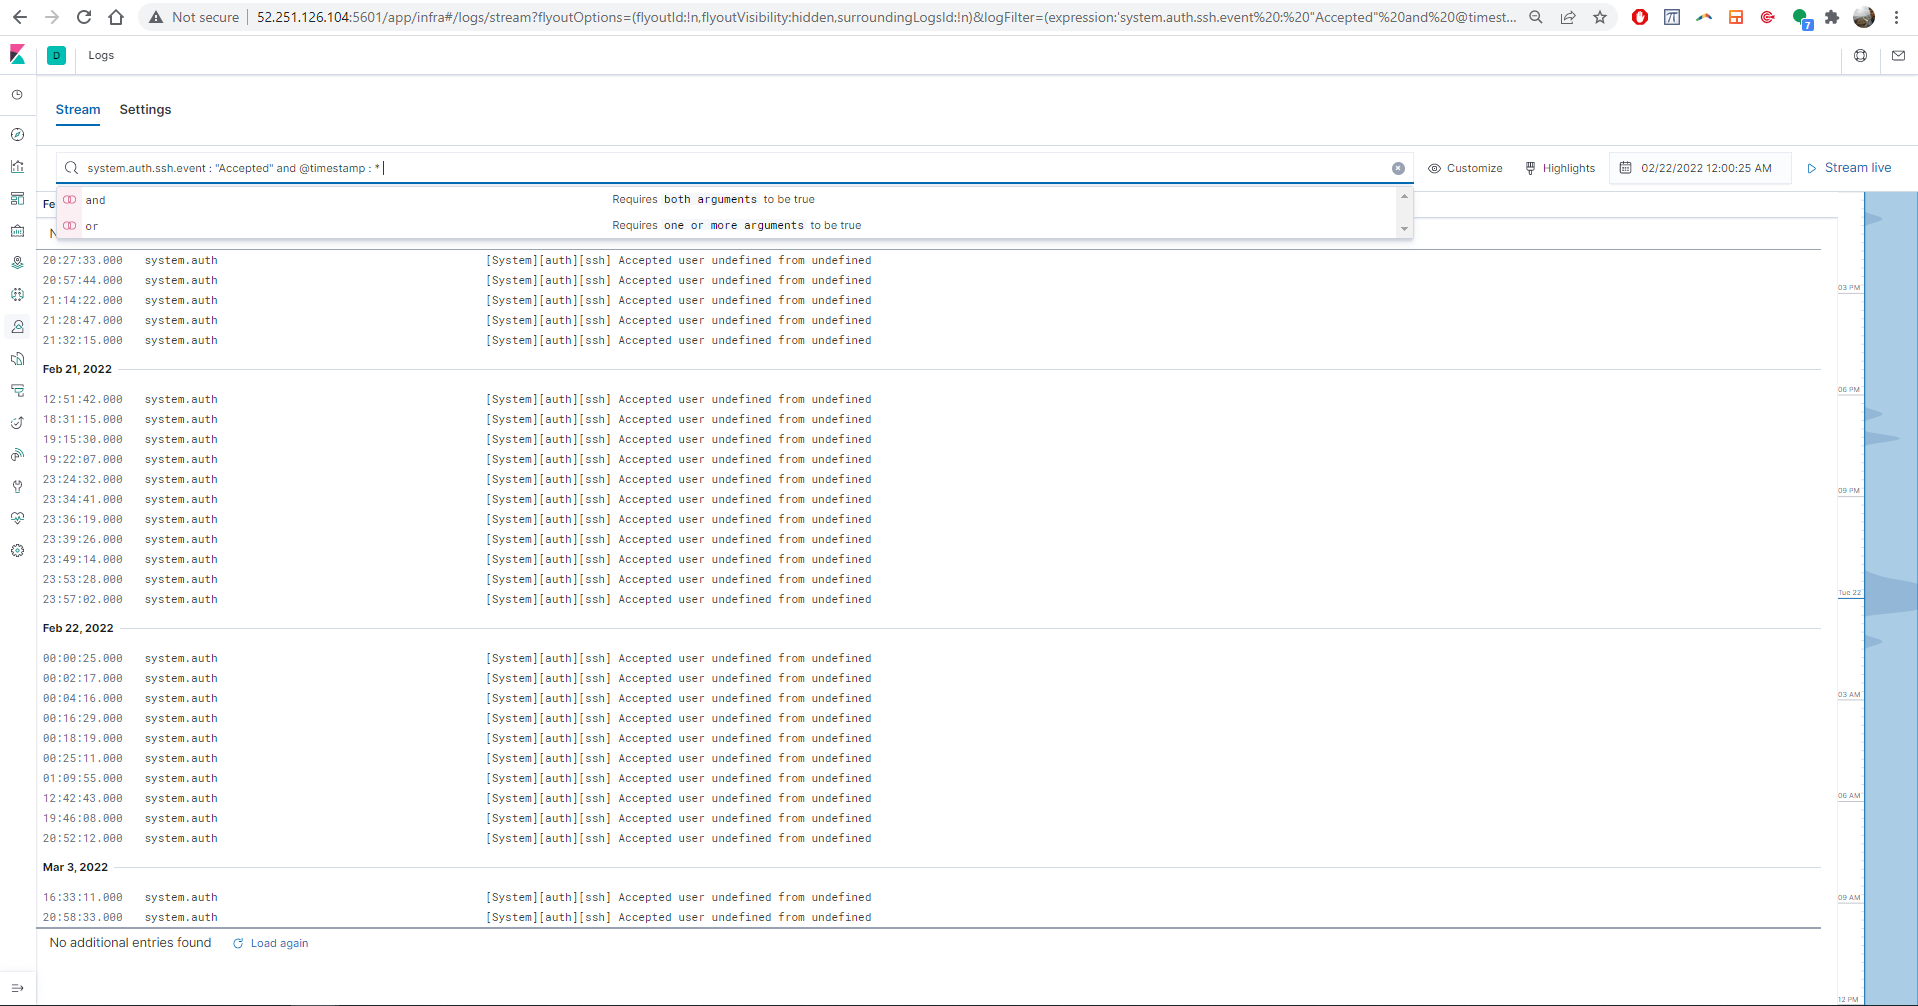 Not secure | 52.251.126.104:5601/app/infra#/logs/stream?flyoutOptions=(flyoutId:!n,flyoutVisibility:hidden,surroundingLogsId:!n)&logFilter=(expression:'system.auth.ssh.event%20:%20"Accepted"%20and%20@timest...
7
D Logs
Stream Settings
system.auth.ssh.event : "Accepted" and @timestamp : *
Customize Highlights 02/22/2022 12:00:25 AM Stream live
and Requires both arguments to be true
or Requires one or more arguments to be true
Fe
N
20:27:33.000 system.auth [System][auth][ssh] Accepted user undefined from undefined
20:57:44.000 system.auth [System][auth][ssh] Accepted user undefined from undefined
21:14:22.000 system.auth [System][auth][ssh] Accepted user undefined from undefined
21:28:47.000 system.auth [System][auth][ssh] Accepted user undefined from undefined
21:32:15.000 system.auth [System][auth][ssh] Accepted user undefined from undefined
Feb 21, 2022
12:51:42.000 system.auth [System][auth][ssh] Accepted user undefined from undefined
18:31:15.000 system.auth [System][auth][ssh] Accepted user undefined from undefined
19:15:30.000 system.auth [System][auth][ssh] Accepted user undefined from undefined
19:22:07.000 system.auth [System][auth][ssh] Accepted user undefined from undefined
23:24:32.000 system.auth [System][auth][ssh] Accepted user undefined from undefined
23:34:41.000 system.auth [System][auth][ssh] Accepted user undefined from undefined
23:36:19.000 system.auth [System][auth][ssh] Accepted user undefined from undefined
23:39:26.000 system.auth [System][auth][ssh] Accepted user undefined from undefined
23:49:14.000 system.auth [System][auth][ssh] Accepted user undefined from undefined
23:53:28.000 system.auth [System][auth][ssh] Accepted user undefined from undefined
23:57:02.000 system.auth [System][auth][ssh] Accepted user undefined from undefined
Feb 22, 2022
00:00:25.000 system.auth [System][auth][ssh] Accepted user undefined from undefined
00:02:17.000 system.auth [System][auth][ssh] Accepted user undefined from undefined
00:04:16.000 system.auth [System][auth][ssh] Accepted user undefined from undefined
00:16:29.000 system.auth [System][auth][ssh] Accepted user undefined from undefined
00:18:19.000 system.auth [System][auth][ssh] Accepted user undefined from undefined
00:25:11.000 system.auth [System][auth][ssh] Accepted user undefined from undefined
01:09:55.000 system.auth [System][auth][ssh] Accepted user undefined from undefined
12:42:43.000 system.auth [System][auth][ssh] Accepted user undefined from undefined
19:46:08.000 system.auth [System][auth][ssh] Accepted user undefined from undefined
20:52:12.000 system.auth [System][auth][ssh] Accepted user undefined from undefined
Mar 3, 2022
16:33:11.000 system.auth [System][auth][ssh] Accepted user undefined from undefined
20:58:33.000 system.auth [System][auth][ssh] Accepted user undefined from undefined
No additional entries found Load again
03 PM
06 PM
09 PM
Tue 22
03 AM
06 AM
09 AM
12 PM